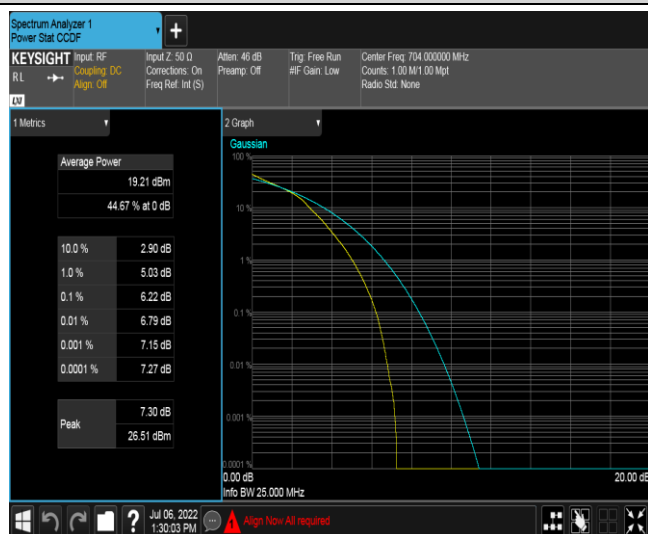 Spectrum Analyzer 1
Power Stat CCDF
+
KEYSIGHT
RL
LXI
Input: RF
Coupling: DC
Align: Off
Input Z: 50 Ω
Corrections: On
Freq Ref: Int (S)
Atten: 46 dB
Preamp: Off
Trig: Free Run
#IF Gain: Low
Center Freq: 704.000000 MHz
Counts: 1.00 M/1.00 Mpt
Radio Std: None
1 Metrics
Average Power
19.21 dBm
44.67 % at 0 dB
10.0 % 2.90 dB
1.0 % 5.03 dB
0.1 % 6.22 dB
0.01 % 6.79 dB
0.001 % 7.15 dB
0.0001 % 7.27 dB
Peak
7.30 dB
26.51 dBm
2 Graph
Gaussian
100 %
10 %
1 %
0.1 %
0.01 %
0.001 %
0.0001 %
0.00 dB 20.00 dB
Info BW 25.000 MHz
?
Jul 06, 2022
1:30:03 PM
Align Now All required